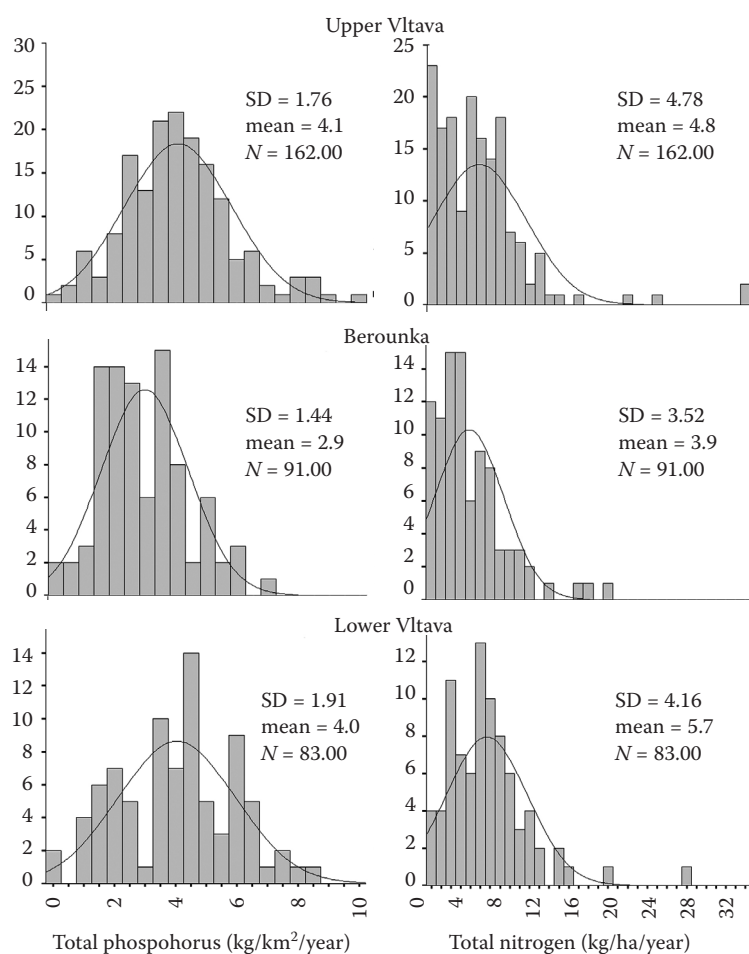 Upper Vltava
30
25
20
15
10
5
0
SD = 1.76
mean = 4.1
N = 162.00
25
20
15
10
5
0
SD = 4.78
mean = 4.8
N = 162.00
Berounka
14
12
10
8
6
4
2
0
SD = 1.44
mean = 2.9
N = 91.00
14
12
10
8
6
4
2
0
SD = 3.52
mean = 3.9
N = 91.00
Lower Vltava
14
12
10
8
6
4
2
0
SD = 1.91
mean = 4.0
N = 83.00
12
10
8
6
4
2
0
SD = 4.16
mean = 5.7
N = 83.00
0 2 4 6 8 10
0 4 8 12 16 20 24 28 32
Total phospohorus (kg/km²/year)
Total nitrogen (kg/ha/year)